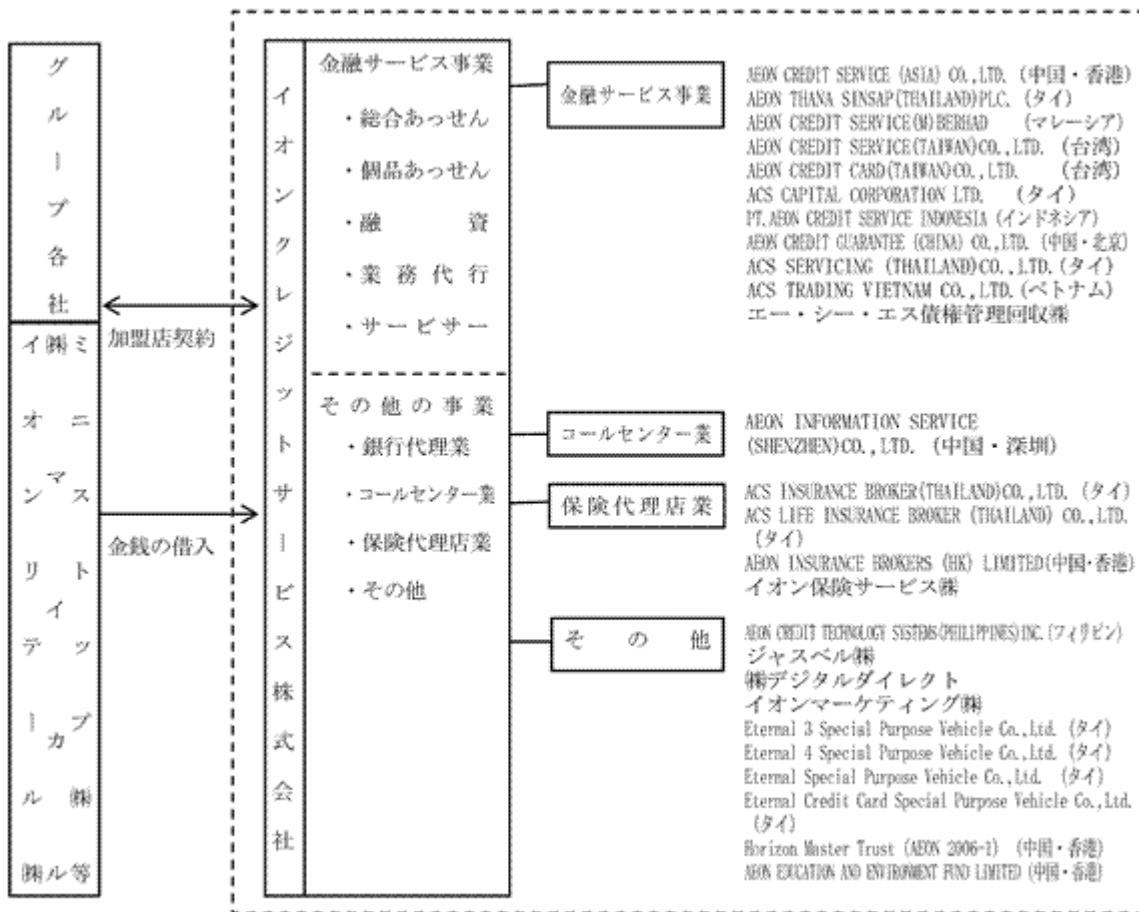 グループ各社
イオンリテール㈱
㈱マイカル
ミニストップ㈱等
加盟店契約
金銭の借入
イオンクレジットサービス株式会社
金融サービス事業
・総合あっせん
・個品あっせん
・融　　資
・業務代行
・サービサー
その他の事業
・銀行代理業
・コールセンター業
・保険代理店業
・その他
金融サービス事業
AEON CREDIT SERVICE (ASIA) CO.,LTD. (中国・香港)
AEON THANA SINSAP(THAILAND)PLC. (タイ)
AEON CREDIT SERVICE(M)BERHAD (マレーシア)
AEON CREDIT SERVICE(TAIWAN)CO.,LTD. (台湾)
AEON CREDIT CARD(TAIWAN)CO.,LTD. (台湾)
ACS CAPITAL CORPORATION LTD. (タイ)
PT.AEON CREDIT SERVICE INDONESIA (インドネシア)
AEON CREDIT GUARANTEE (CHINA) CO.,LTD. (中国・北京)
ACS SERVICING (THAILAND)CO.,LTD.(タイ)
ACS TRADING VIETNAM CO.,LTD.(ベトナム)
エー・シー・エス債権管理回収㈱
コールセンター業
AEON INFORMATION SERVICE
(SHENZHEN)CO.,LTD. (中国・深圳)
保険代理店業
ACS INSURANCE BROKER(THAILAND)CO.,LTD. (タイ)
ACS LIFE INSURANCE BROKER (THAILAND) CO.,LTD.
(タイ)
AEON INSURANCE BROKERS (HK) LIMITED(中国・香港)
イオン保険サービス㈱
その他
AEON CREDIT TECHNOLOGY SYSTEMS(PHILIPPINES)INC.(フィリピン)
ジャスベル㈱
㈱デジタルダイレクト
イオンマーケティング㈱
Eternal 3 Special Purpose Vehicle Co.,Ltd. (タイ)
Eternal 4 Special Purpose Vehicle Co.,Ltd. (タイ)
Eternal Special Purpose Vehicle Co.,Ltd. (タイ)
Eternal Credit Card Special Purpose Vehicle Co.,Ltd.
(タイ)
Horizon Master Trust (AEON 2006-1) (中国・香港)
AEON EDUCATION AND ENVIRONMENT FUND LIMITED (中国・香港)